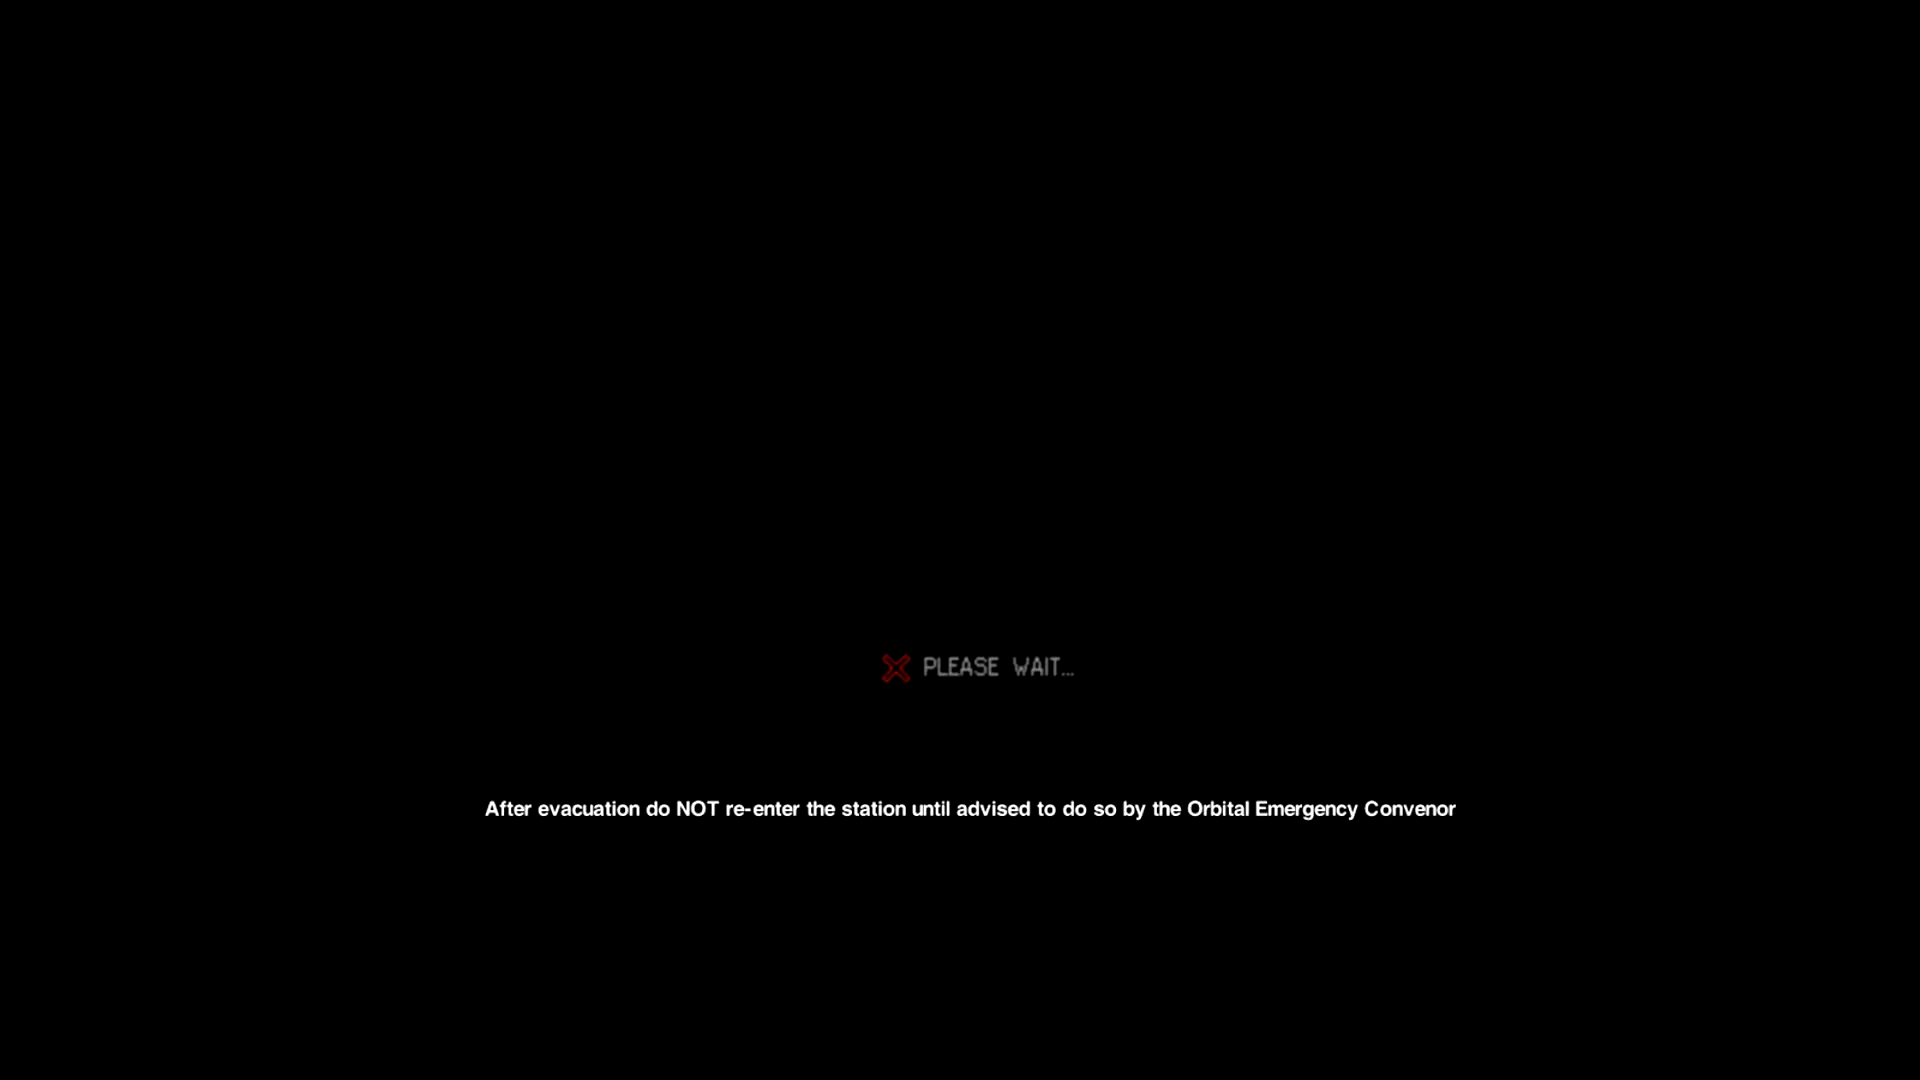 PLEASE WAIT...
After evacuation do NOT re-enter the station until advised to do so by the Orbital Emergency Convenor